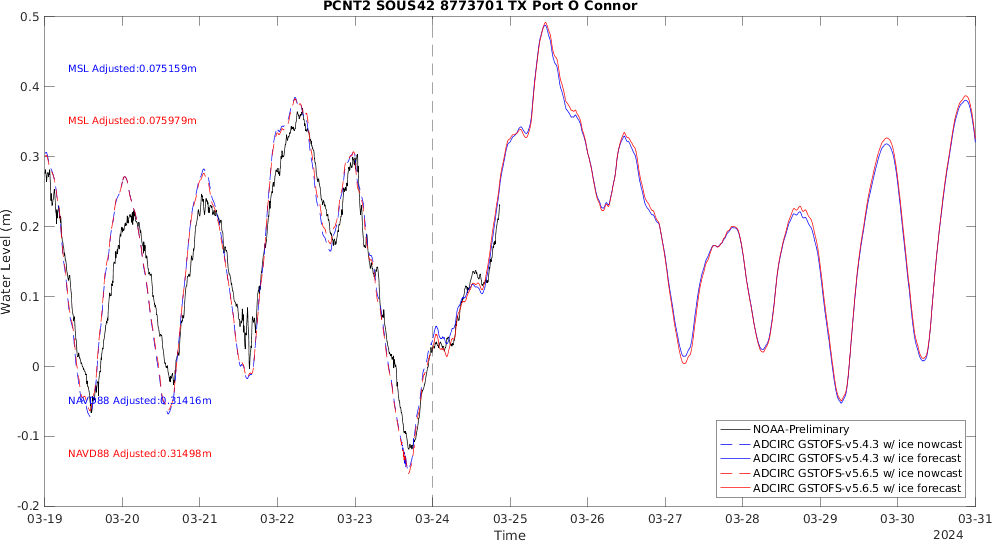 PCNT2 SOUS42 8773701 TX Port O Connor
0.5
0.4
0.3
0.2
0.1
0
-0.1
-0.2
Water Level (m)
MSL Adjusted:0.075159m
MSL Adjusted:0.075979m
NAVD88 Adjusted:0.31416m
NAVD88 Adjusted:0.31498m
NOAA-Preliminary
ADCIRC GSTOFS-v5.4.3 w/ ice nowcast
ADCIRC GSTOFS-v5.4.3 w/ ice forecast
ADCIRC GSTOFS-v5.6.5 w/ ice nowcast
ADCIRC GSTOFS-v5.6.5 w/ ice forecast
03-19 03-20 03-21 03-22 03-23 03-24 03-25 03-26 03-27 03-28 03-29 03-30 03-31
Time
2024